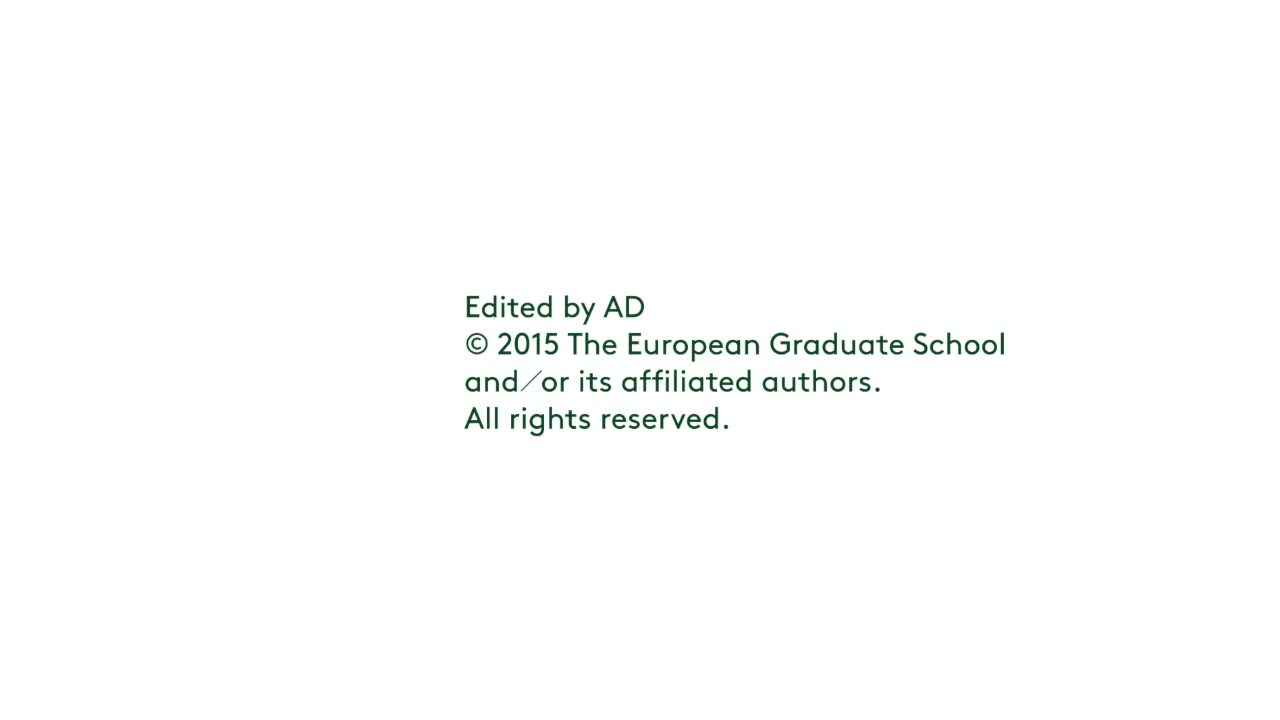 Edited by AD
© 2015 The European Graduate School
and/or its affiliated authors.
All rights reserved.